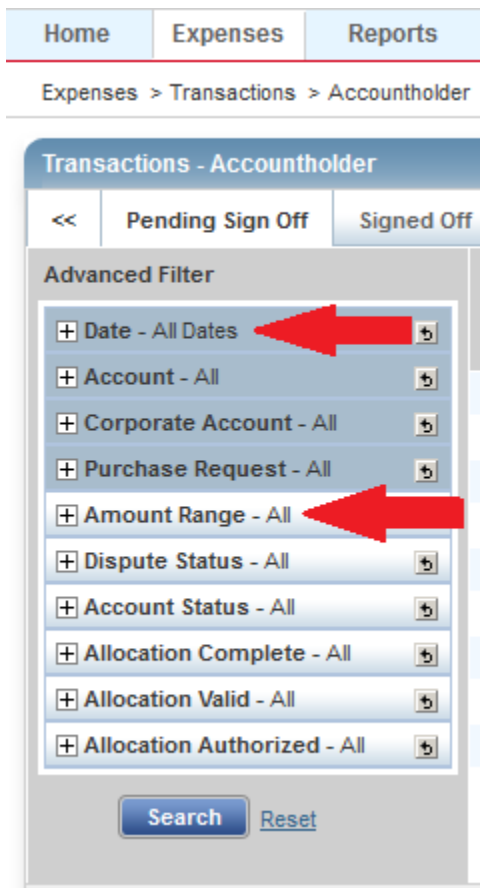 Home Expenses Reports
Expenses > Transactions > Accountholder
Transactions - Accountholder
<< Pending Sign Off Signed Off
Advanced Filter
Date - All Dates
Account - All
Corporate Account - All
Purchase Request - All
Amount Range - All
Dispute Status - All
Account Status - All
Allocation Complete - All
Allocation Valid - All
Allocation Authorized - All
Search Reset